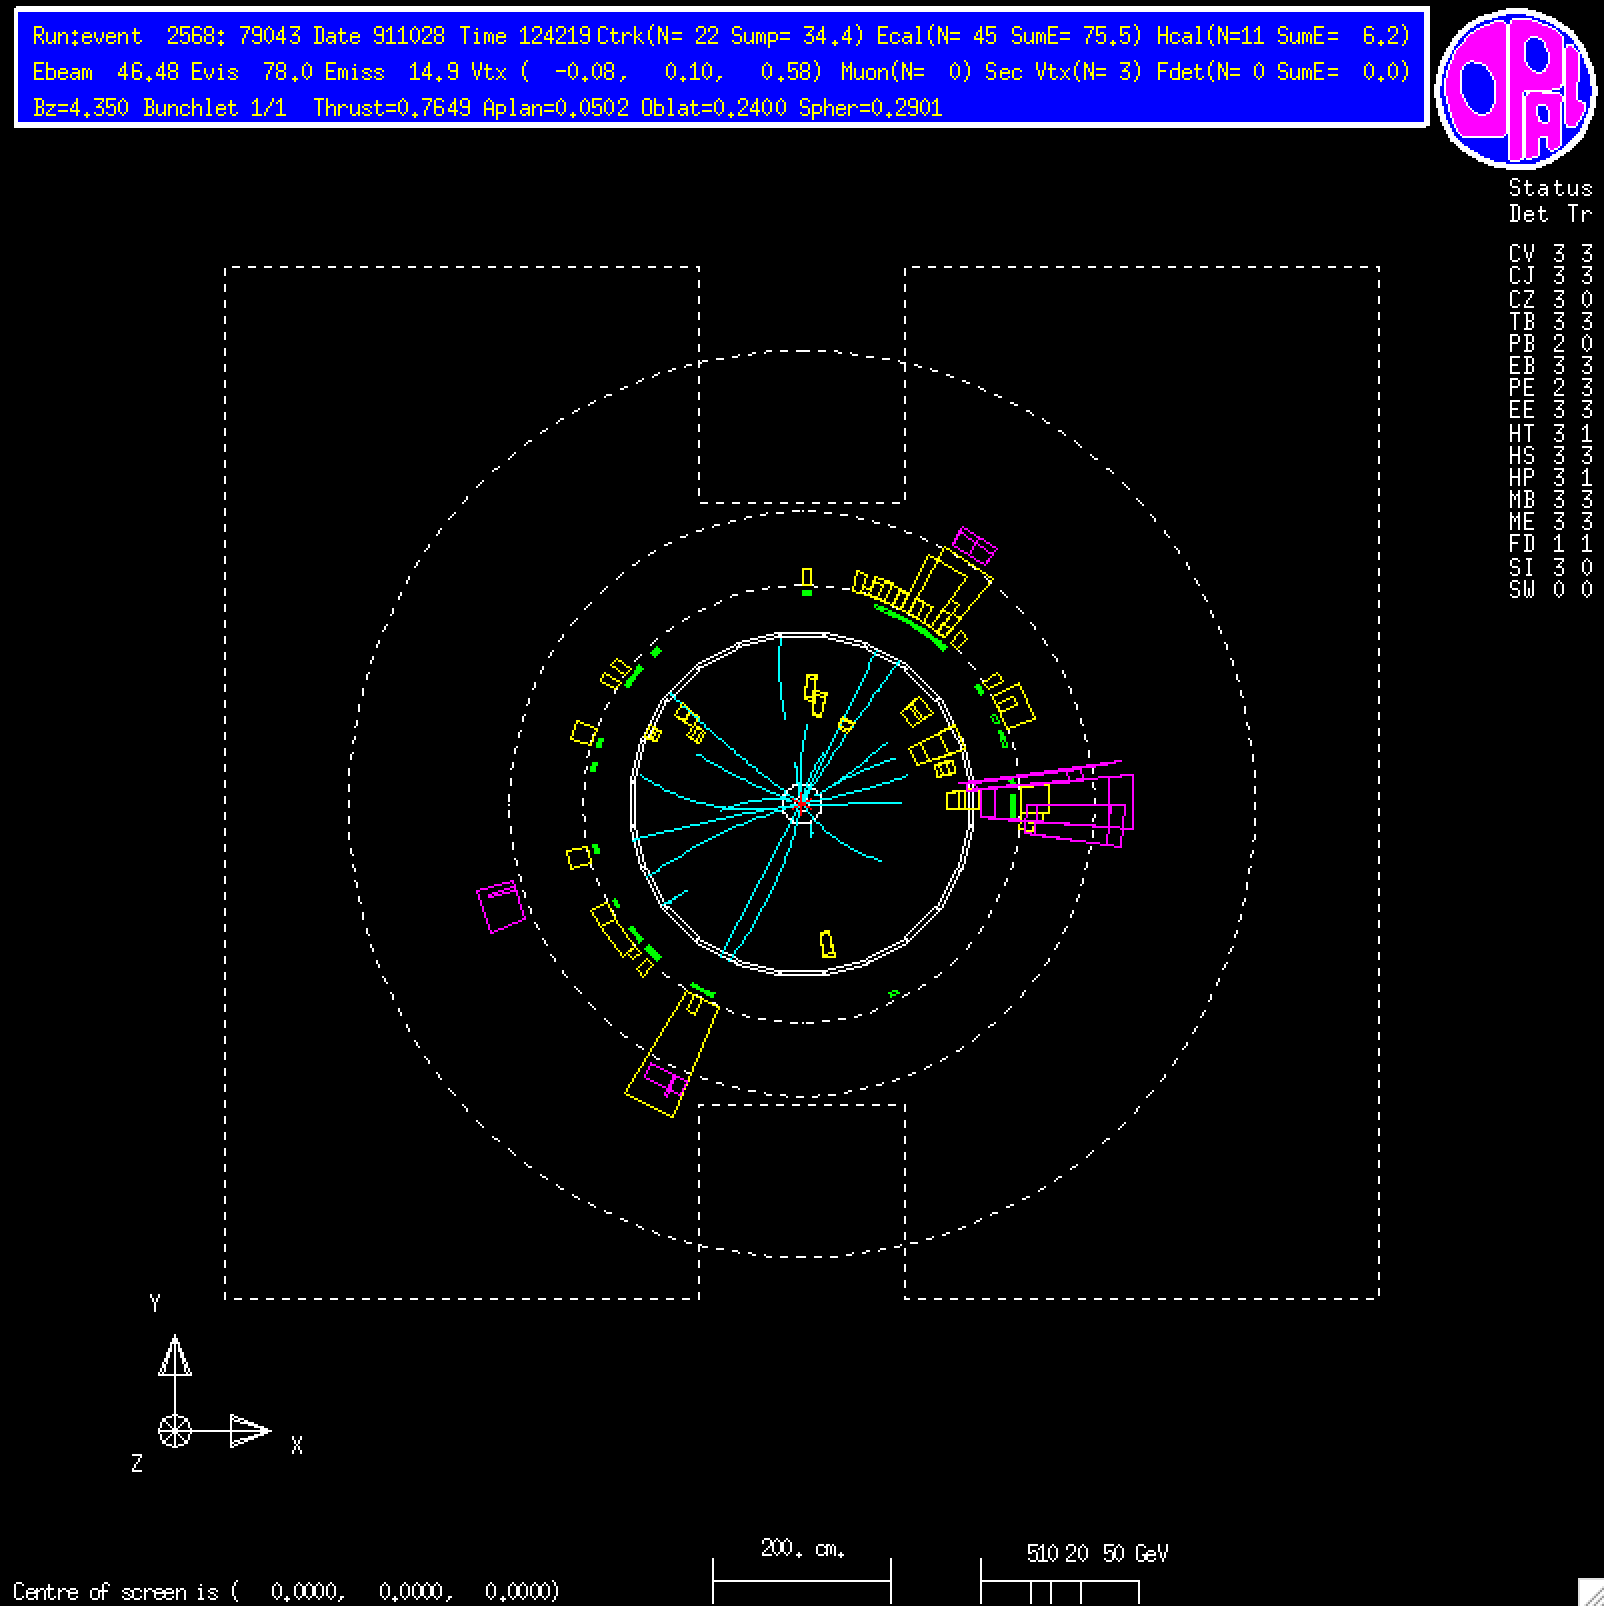 Run:event 2568: 79043 Date 911028 Time 124219 Ctrk(N= 22 Sump= 34.4) Ecal(N= 45 SumE= 75.5) Hcal(N=11 SumE= 6.2)
Ebeam 46.48 Evis 78.0 Emiss 14.9 Vtx ( -0.08, 0.10, 0.58) Muon(N= 0) Sec Vtx(N= 3) Fdet(N= 0 SumE= 0.0)
Bz=4.350 Bunchlet 1/1 Thrust=0.7649 Aplan=0.0502 Oblat=0.2400 Spher=0.2901
OPAL
Status
Det Tr
CV 3 3
CJ 3 3
CZ 3 0
TB 3 3
PB 2 0
EB 3 3
PE 2 3
EE 3 3
HT 3 1
HS 3 3
HP 3 1
MB 3 3
ME 3 3
FD 1 1
SI 3 0
SW 0 0
Y
X
Z
200. cm.
5 10 20 50 GeV
Centre of screen is ( 0.0000, 0.0000, 0.0000)